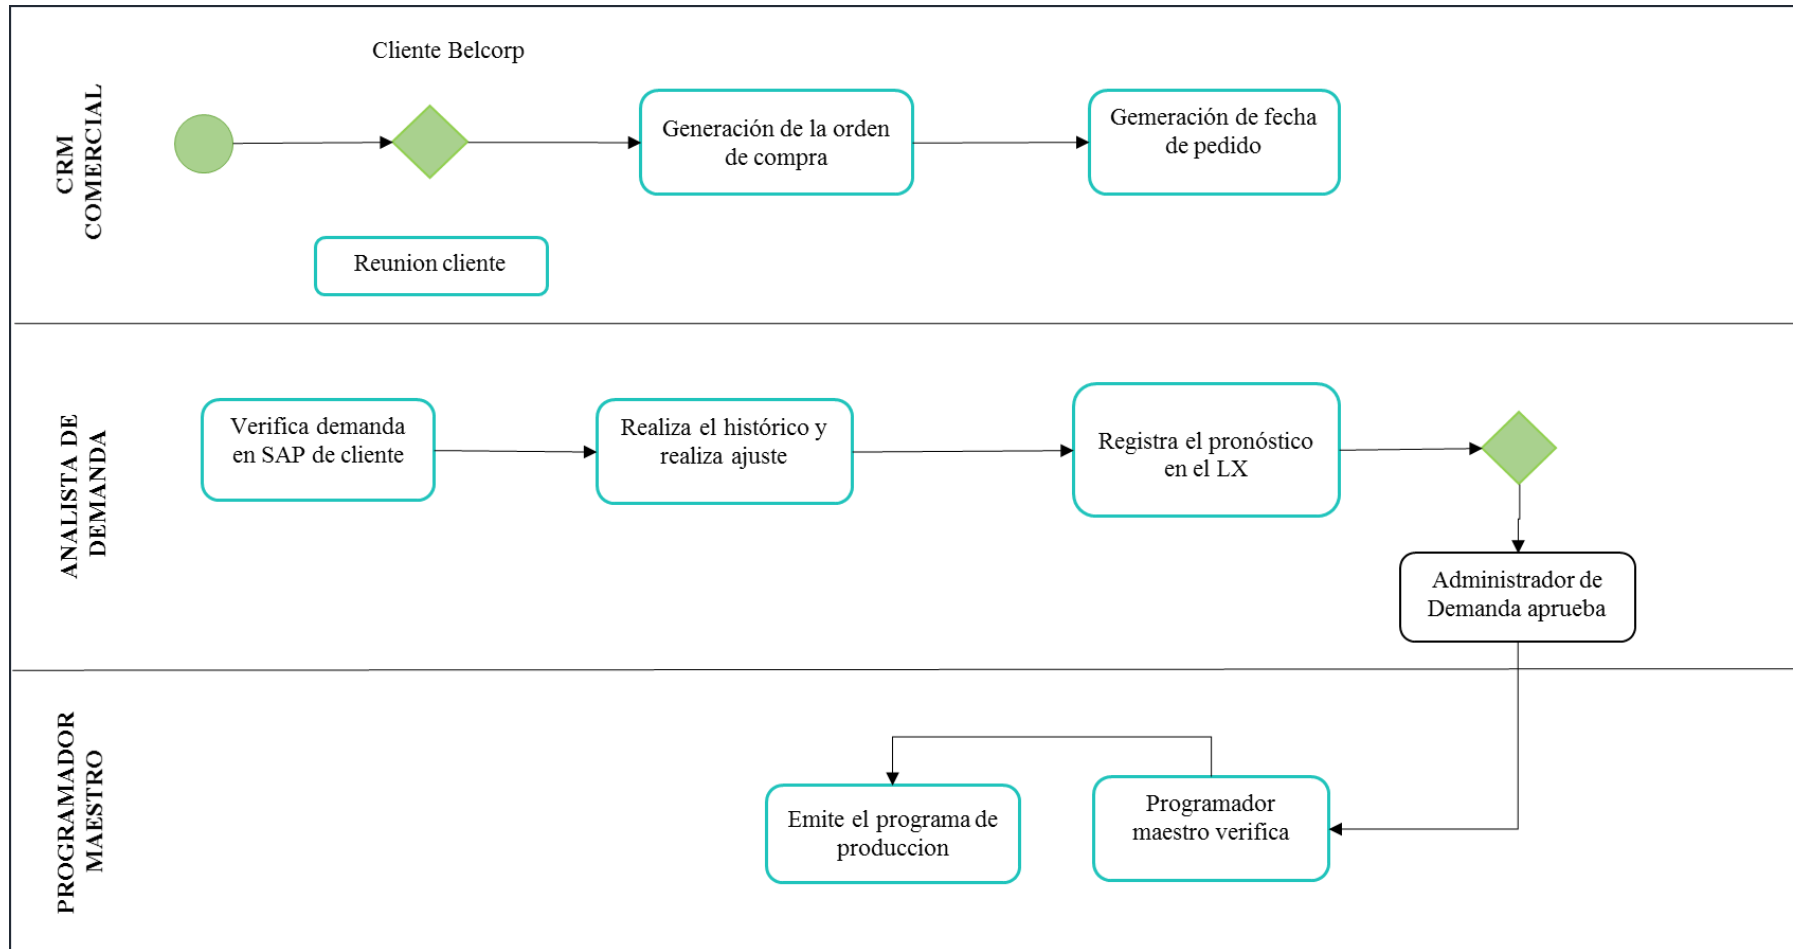 Cliente Belcorp
CRM
COMERCIAL
Generación de la orden
de compra
Gemeración de fecha
de pedido
Reunion cliente
ANALISTA DE
DEMANDA
Verifica demanda
en SAP de cliente
Realiza el histórico y
realiza ajuste
Registra el pronóstico
en el LX
Administrador de
Demanda aprueba
PROGRAMADOR
MAESTRO
Emite el programa de
produccion
Programador
maestro verifica